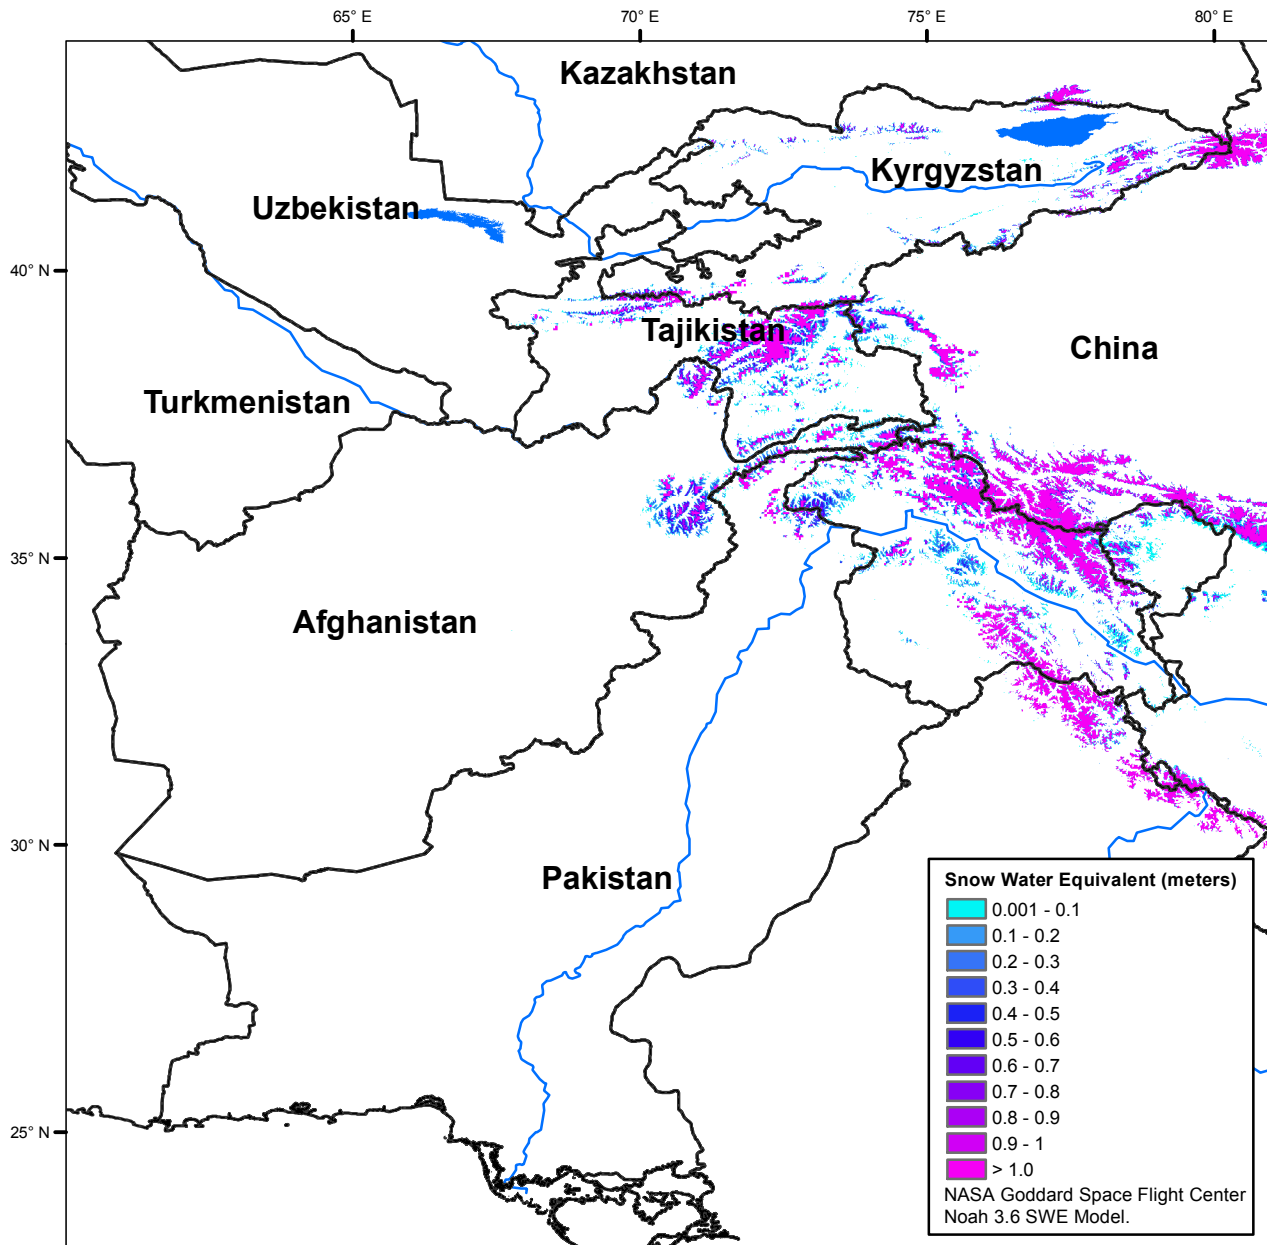 65° E
70° E
75° E
80° E
Kazakhstan
Kyrgyzstan
Uzbekistan
40° N
Tajikistan
China
Turkmenistan
35° N
Afghanistan
30° N
Pakistan
25° N
Snow Water Equivalent (meters)
0.001 - 0.1
0.1 - 0.2
0.2 - 0.3
0.3 - 0.4
0.4 - 0.5
0.5 - 0.6
0.6 - 0.7
0.7 - 0.8
0.8 - 0.9
0.9 - 1
> 1.0
NASA Goddard Space Flight Center
Noah 3.6 SWE Model.